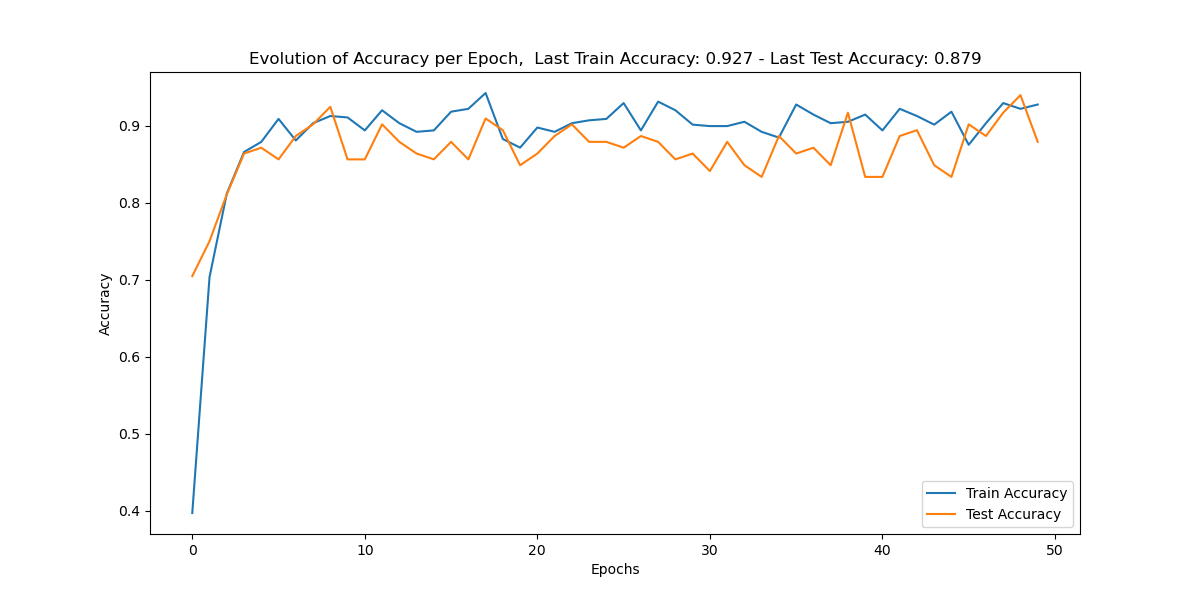 Evolution of Accuracy per Epoch,  Last Train Accuracy: 0.927 - Last Test Accuracy: 0.879
Accuracy
0.9
0.8
0.7
0.6
0.5
0.4
0
10
20
30
40
50
Epochs
Train Accuracy
Test Accuracy